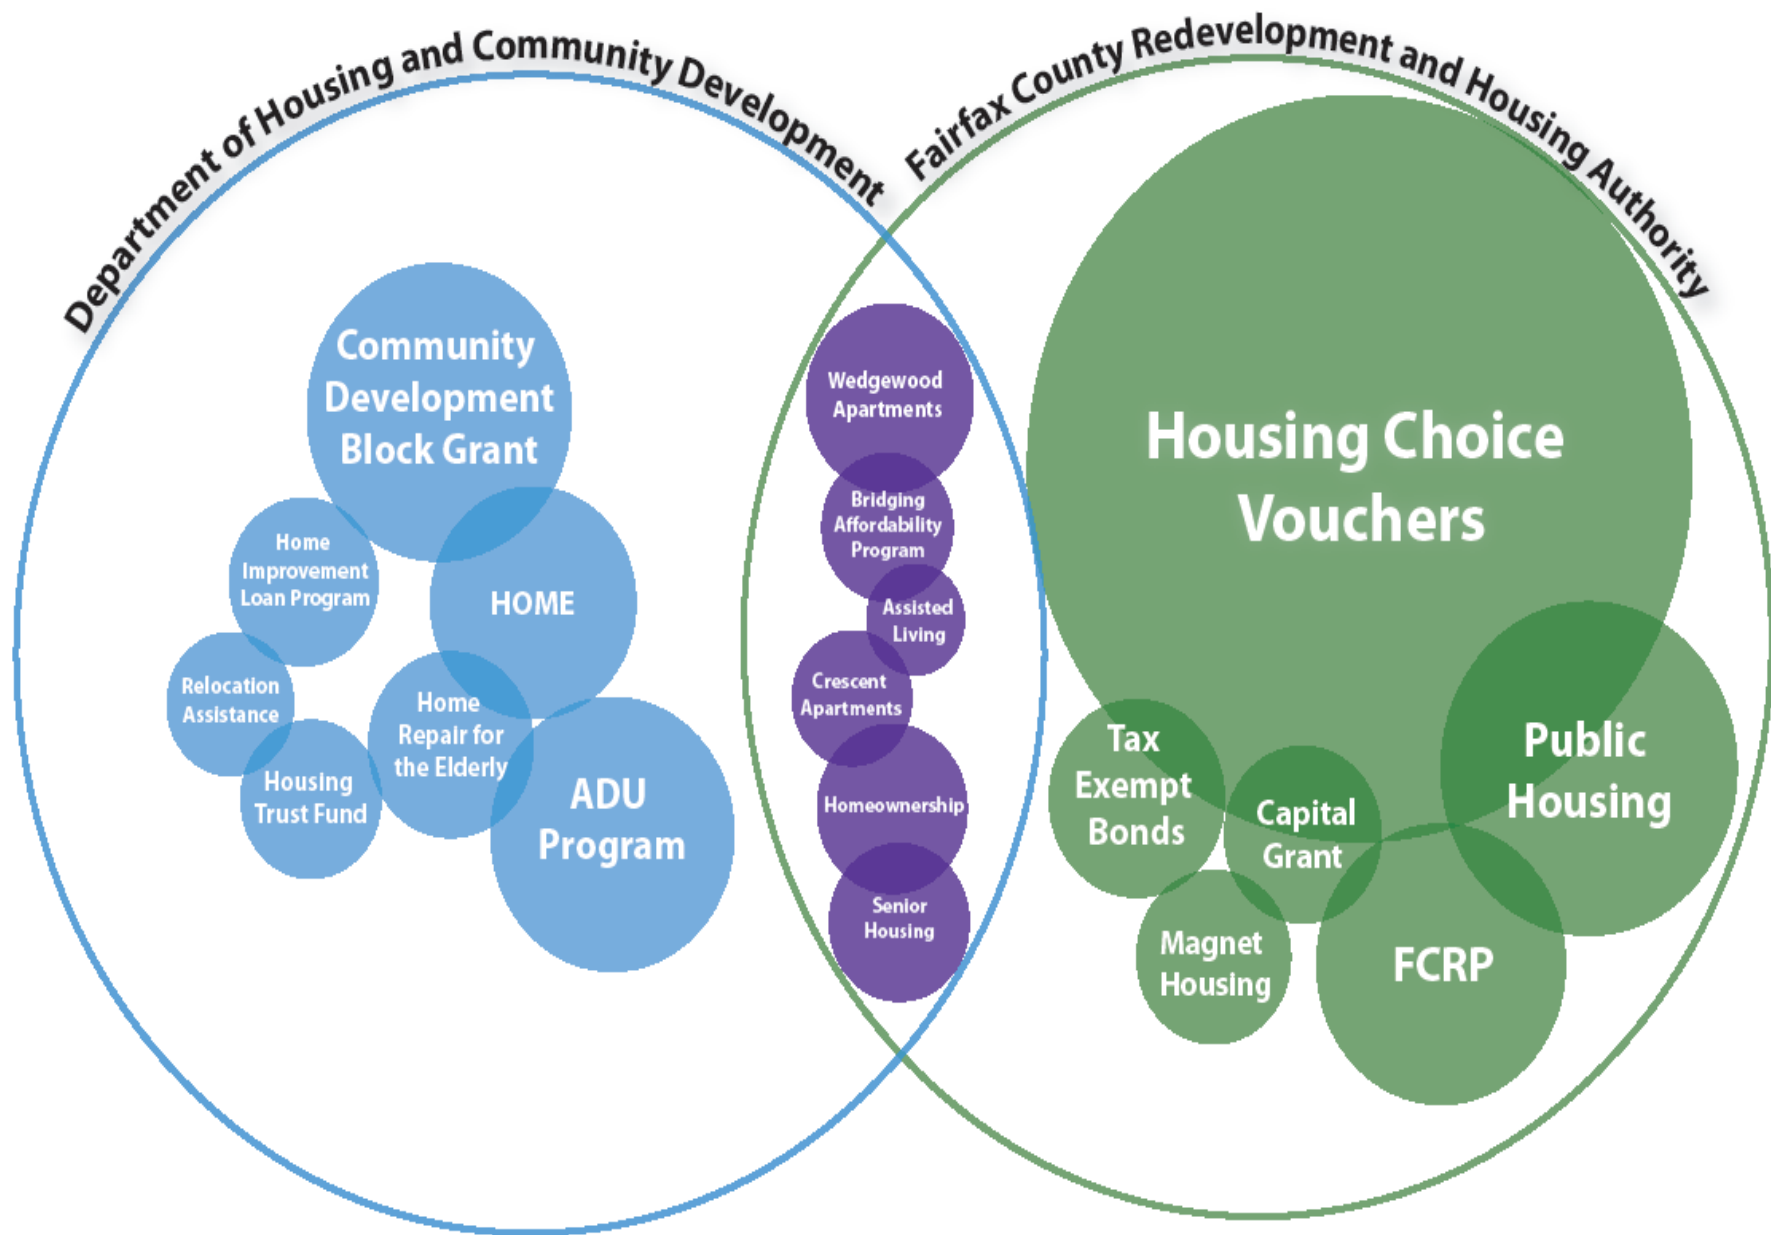 Department of Housing and Community Development
Fairfax County Redevelopment and Housing Authority
Community
Development
Block Grant
Home
Improvement
Loan Program
HOME
Relocation
Assistance
Home
Repair for
the Elderly
Housing
Trust Fund
ADU
Program
Wedgewood
Apartments
Bridging
Affordability
Program
Assisted
Living
Crescent
Apartments
Homeownership
Senior
Housing
Housing Choice
Vouchers
Tax
Exempt
Bonds
Capital
Grant
Public
Housing
Magnet
Housing
FCRP